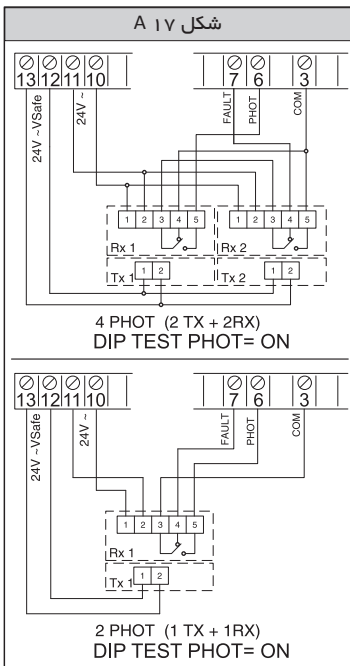 شکل ۱۷ A
13 12 11 10 7 6 3
24V ~VSafe
24V ~
FAULT
PHOT
COM
1 2 3 4 5 1 2 3 4 5
Rx 1 Rx 2
Tx 1 1 2 Tx 2 1 2
4 PHOT (2 TX + 2RX)
DIP TEST PHOT= ON
13 12 11 10 7 6 3
24V ~VSafe
24V ~
FAULT
PHOT
COM
1 2 3 4 5
Rx 1
Tx 1 1 2
2 PHOT (1 TX + 1RX)
DIP TEST PHOT= ON